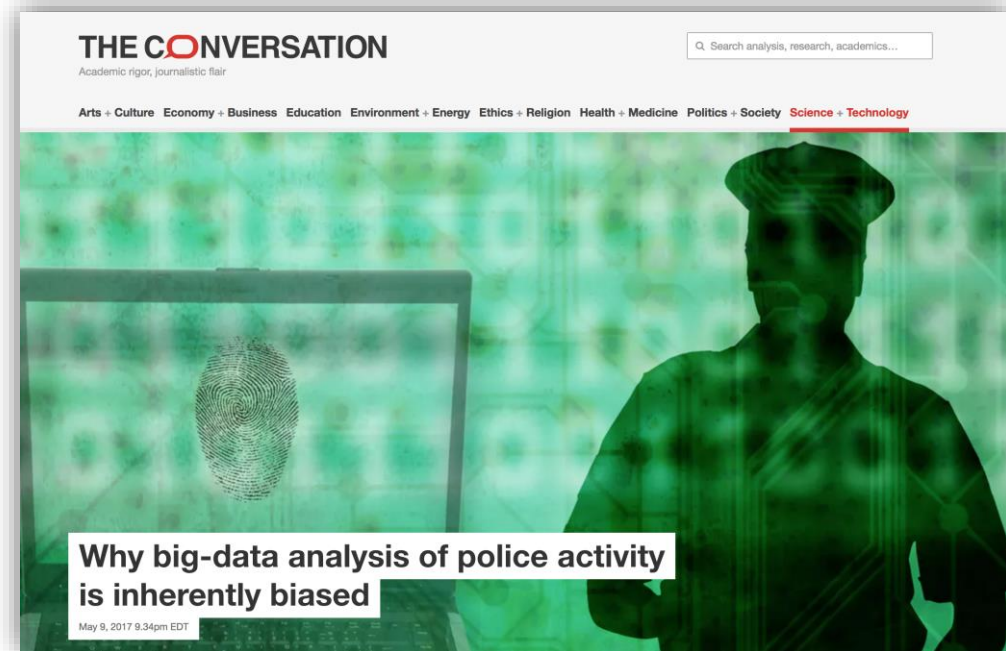 THE CONVERSATION
Academic rigor, journalistic flair
Search analysis, research, academics...
Arts + Culture Economy + Business Education Environment + Energy Ethics + Religion Health + Medicine Politics + Society Science + Technology
Why big-data analysis of police activity
is inherently biased
May 9, 2017 9.34pm EDT